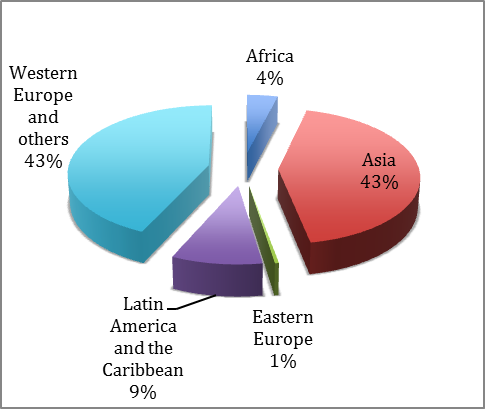 Africa
4%
Western
Europe
and
others
43%
Asia
43%
Latin
America
and the
Caribbean
9%
Eastern
Europe
1%